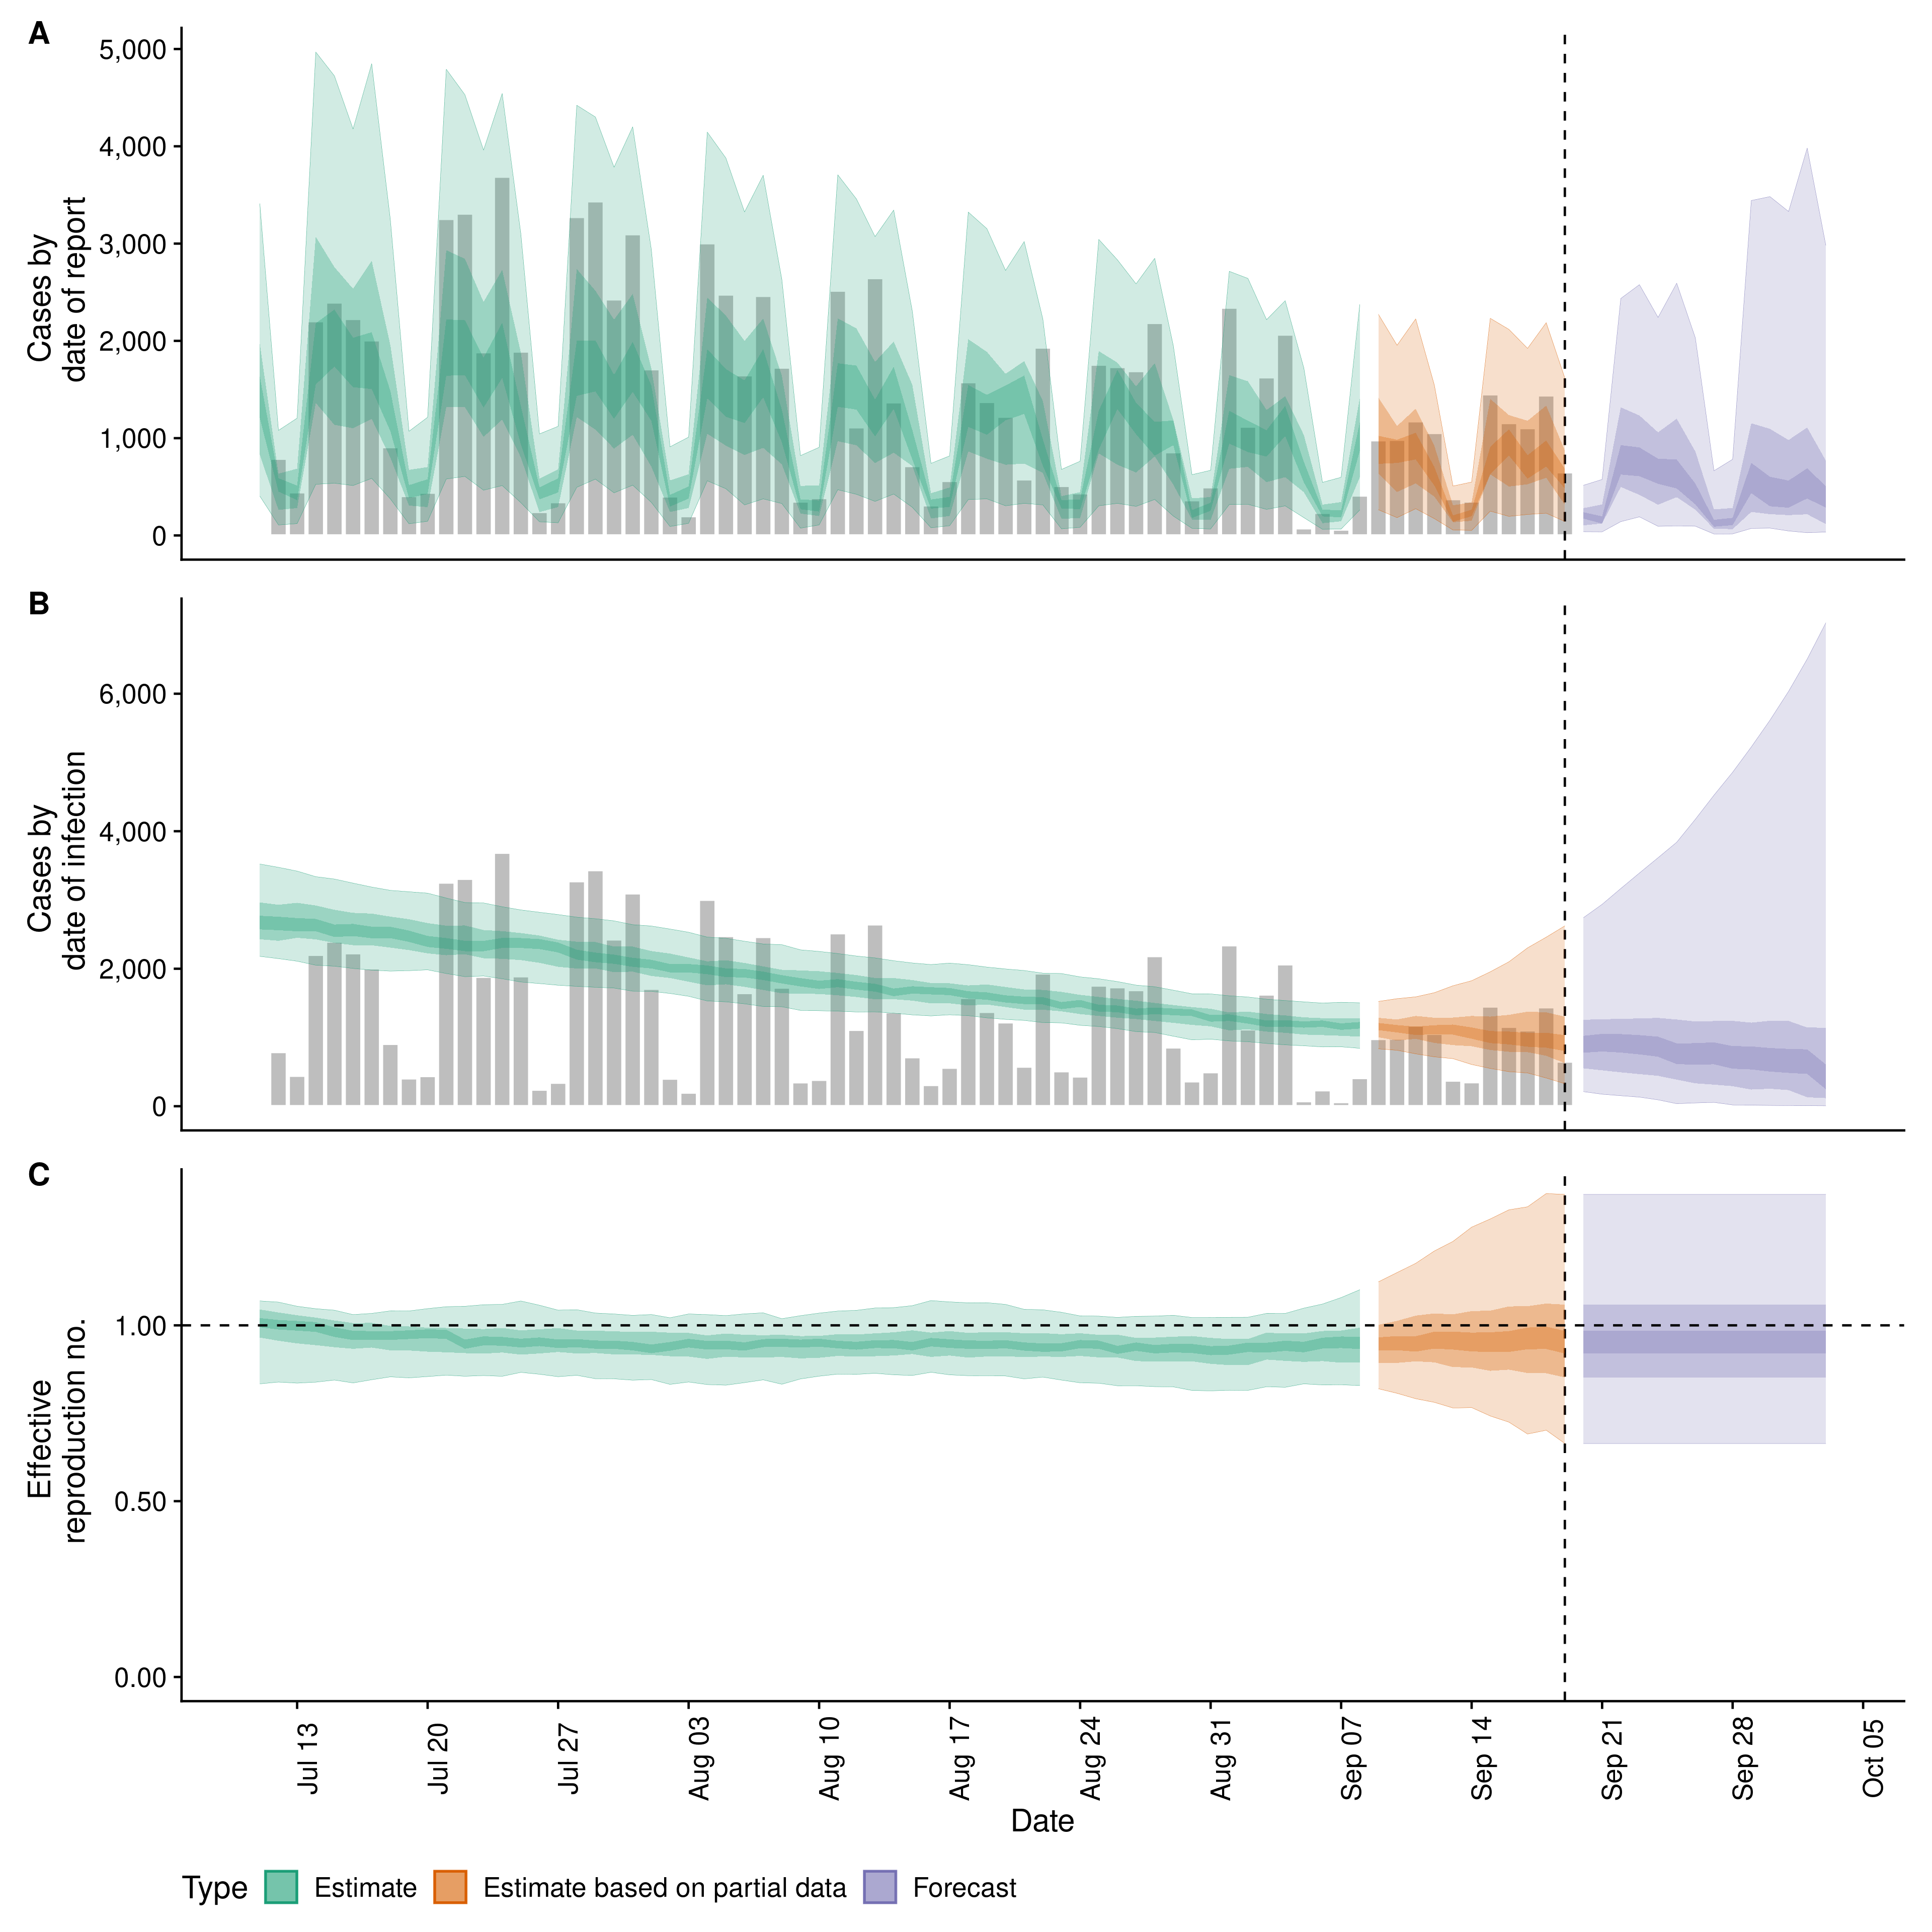 A
Cases by
date of report
5,000
4,000
3,000
2,000
1,000
0
B
Cases by
date of infection
6,000
4,000
2,000
0
C
Effective
reproduction no.
1.00
0.50
0.00
Jul 13
Jul 20
Jul 27
Aug 03
Aug 10
Aug 17
Aug 24
Aug 31
Sep 07
Sep 14
Sep 21
Sep 28
Oct 05
Date
Type Estimate Estimate based on partial data Forecast